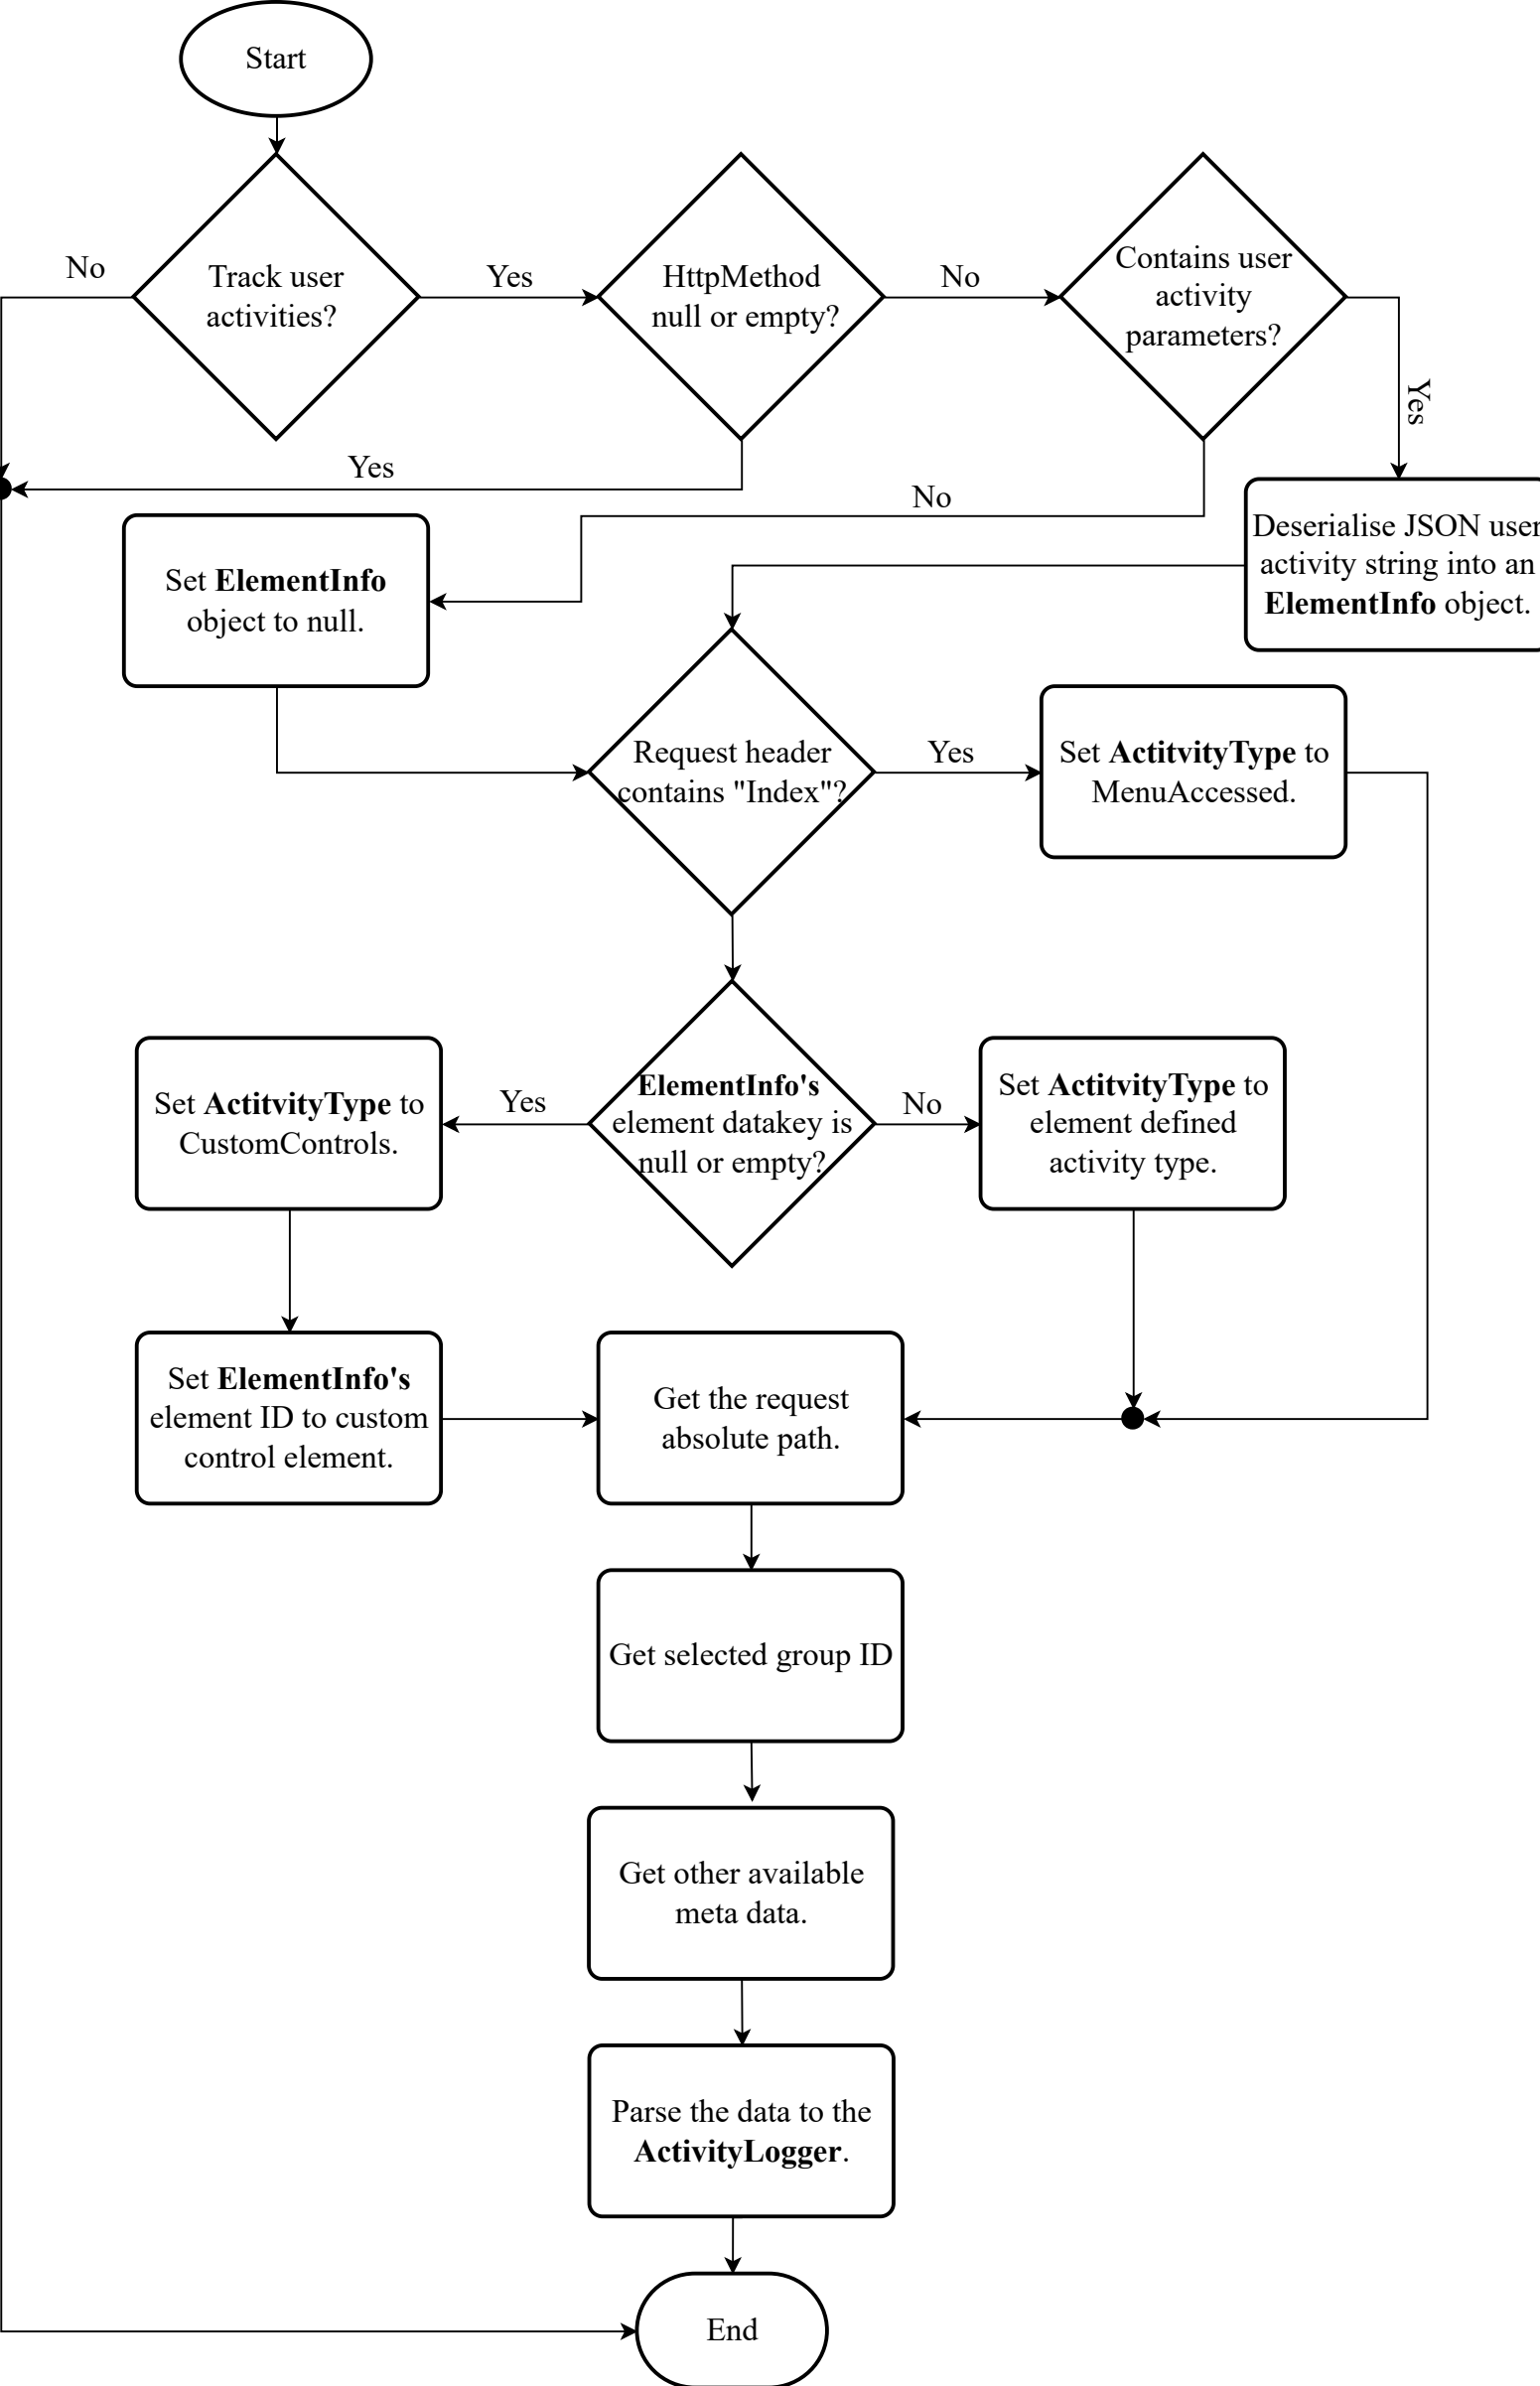 Start
No
Track user
activities?
Yes
HttpMethod
null or empty?
No
Contains user
activity
parameters?
Yes
Yes
No
Deserialise JSON user
activity string into an
ElementInfo object.
Set ElementInfo
object to null.
Request header
contains "Index"?
Yes
Set ActitvityType to
MenuAccessed.
Set ActitvityType to
CustomControls.
Yes
ElementInfo's
element datakey is
null or empty?
No
Set ActitvityType to
element defined
activity type.
Set ElementInfo's
element ID to custom
control element.
Get the request
absolute path.
Get selected group ID
Get other available
meta data.
Parse the data to the
ActivityLogger.
End